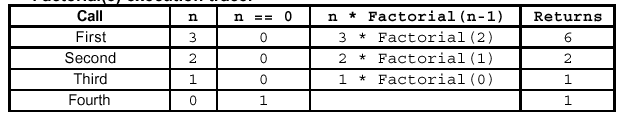 Factorial(3) execution trace:
Call n n == 0 n * Factorial(n-1) Returns
First 3 0 3 * Factorial(2) 6
Second 2 0 2 * Factorial(1) 2
Third 1 0 1 * Factorial(0) 1
Fourth 0 1 1